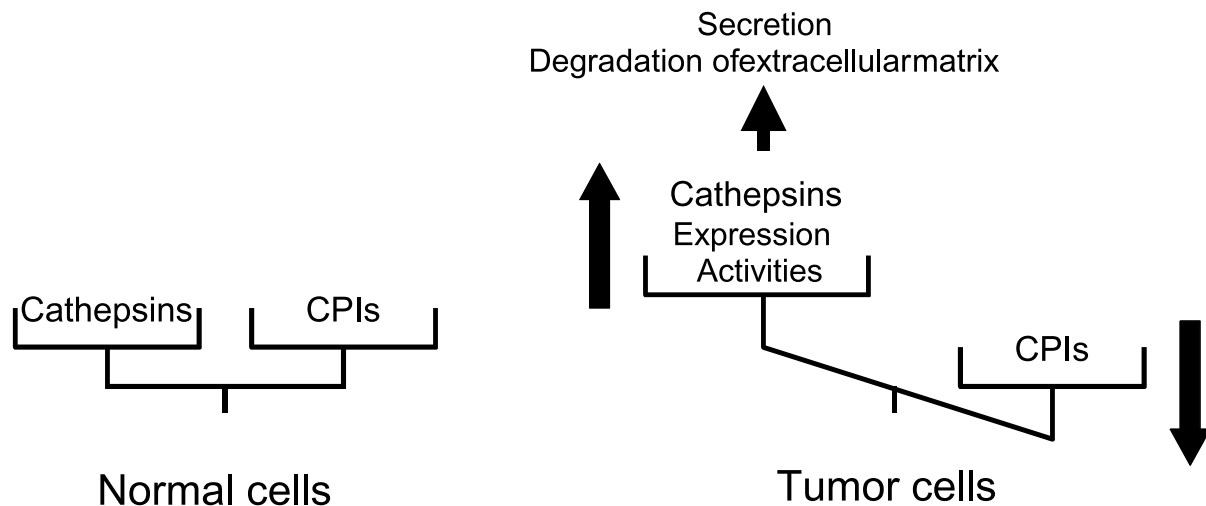 Secretion
Degradation ofextracellularmatrix
Cathepsins
Expression
Activities
Cathepsins
CPIs
CPIs
Normal cells
Tumor cells